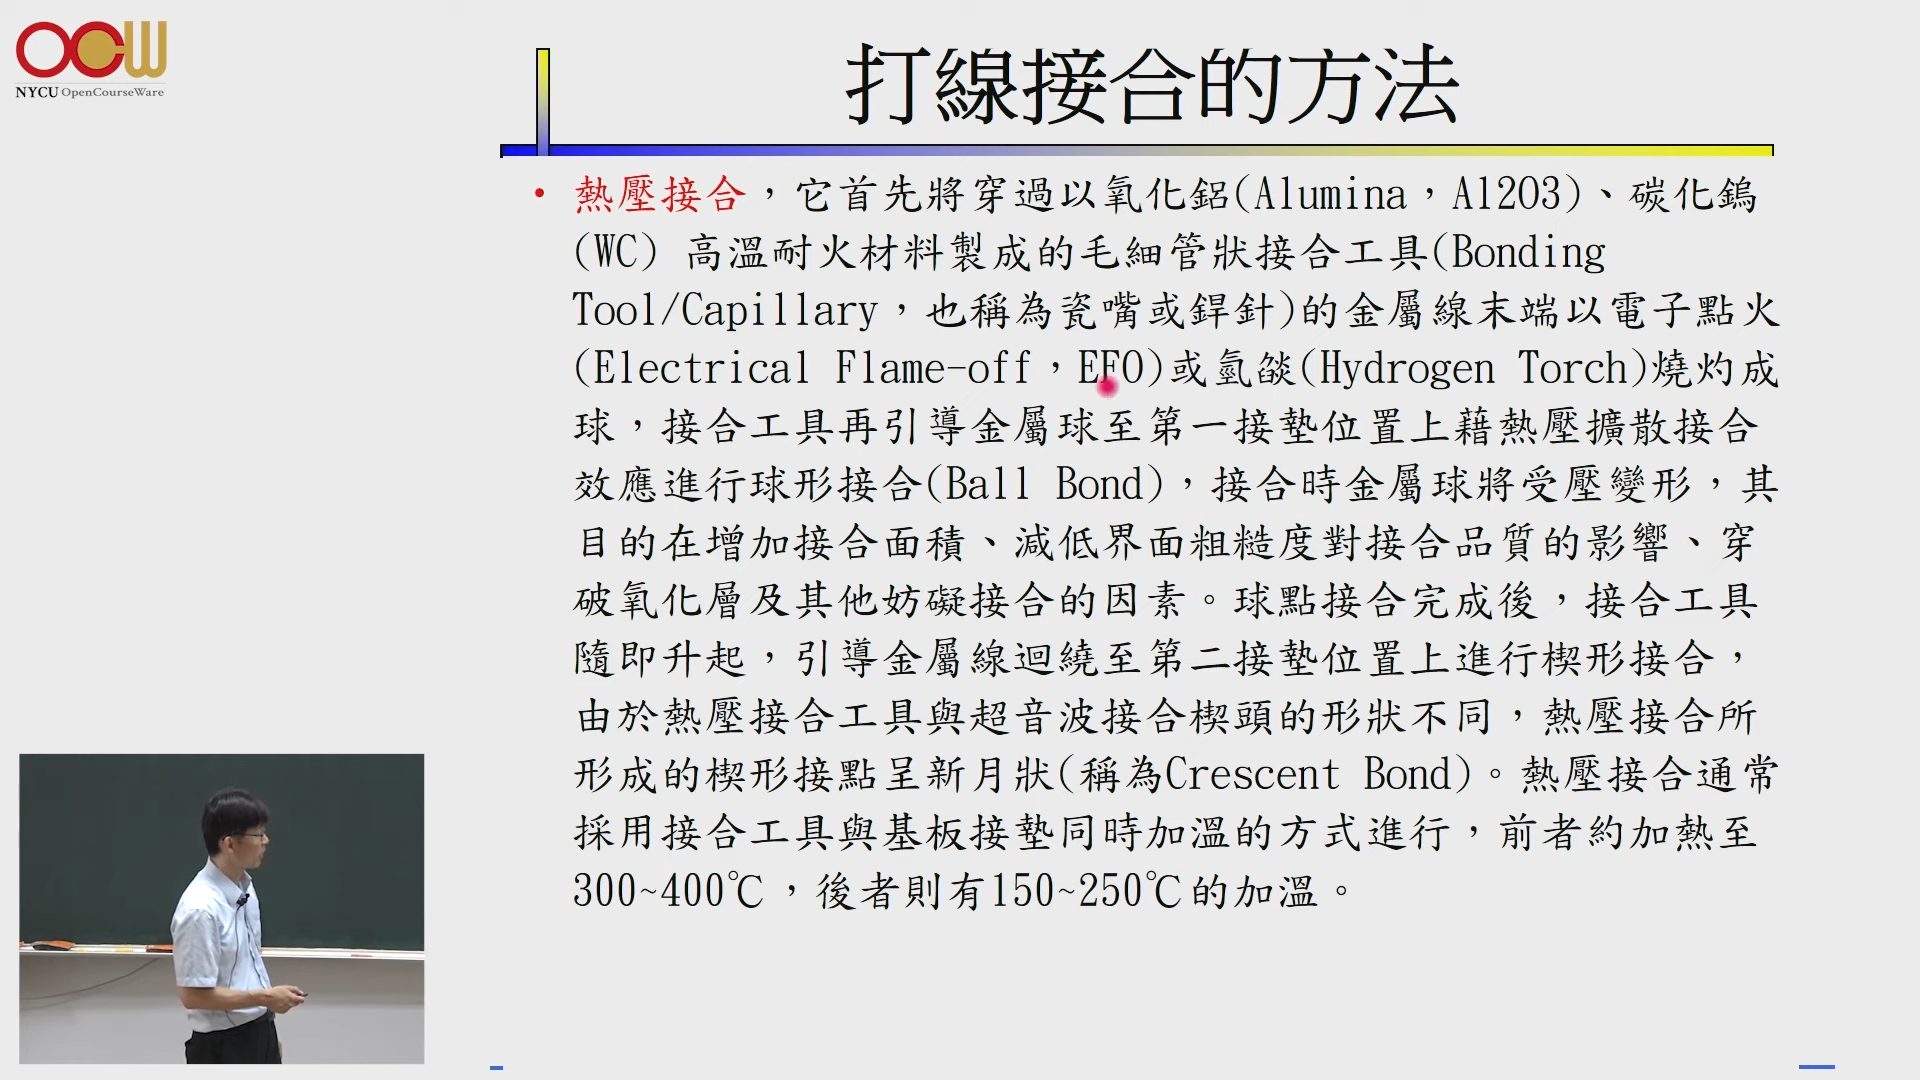 OCW
NYCU OpenCourseWare
打線接合的方法
• 熱壓接合，它首先將穿過以氧化鋁(Alumina，Al2O3)、碳化鎢
(WC) 高溫耐火材料製成的毛細管狀接合工具(Bonding
Tool/Capillary，也稱為瓷嘴或銲針)的金屬線末端以電子點火
(Electrical Flame-off，EFO)或氫燄(Hydrogen Torch)燒灼成
球，接合工具再引導金屬球至第一接墊位置上藉熱壓擴散接合
效應進行球形接合(Ball Bond)，接合時金屬球將受壓變形，其
目的在增加接合面積、減低界面粗糙度對接合品質的影響、穿
破氧化層及其他妨礙接合的因素。球點接合完成後，接合工具
隨即升起，引導金屬線迴繞至第二接墊位置上進行楔形接合，
由於熱壓接合工具與超音波接合楔頭的形狀不同，熱壓接合所
形成的楔形接點呈新月狀(稱為Crescent Bond)。熱壓接合通常
採用接合工具與基板接墊同時加溫的方式進行，前者約加熱至
300~400℃，後者則有150~250℃的加溫。